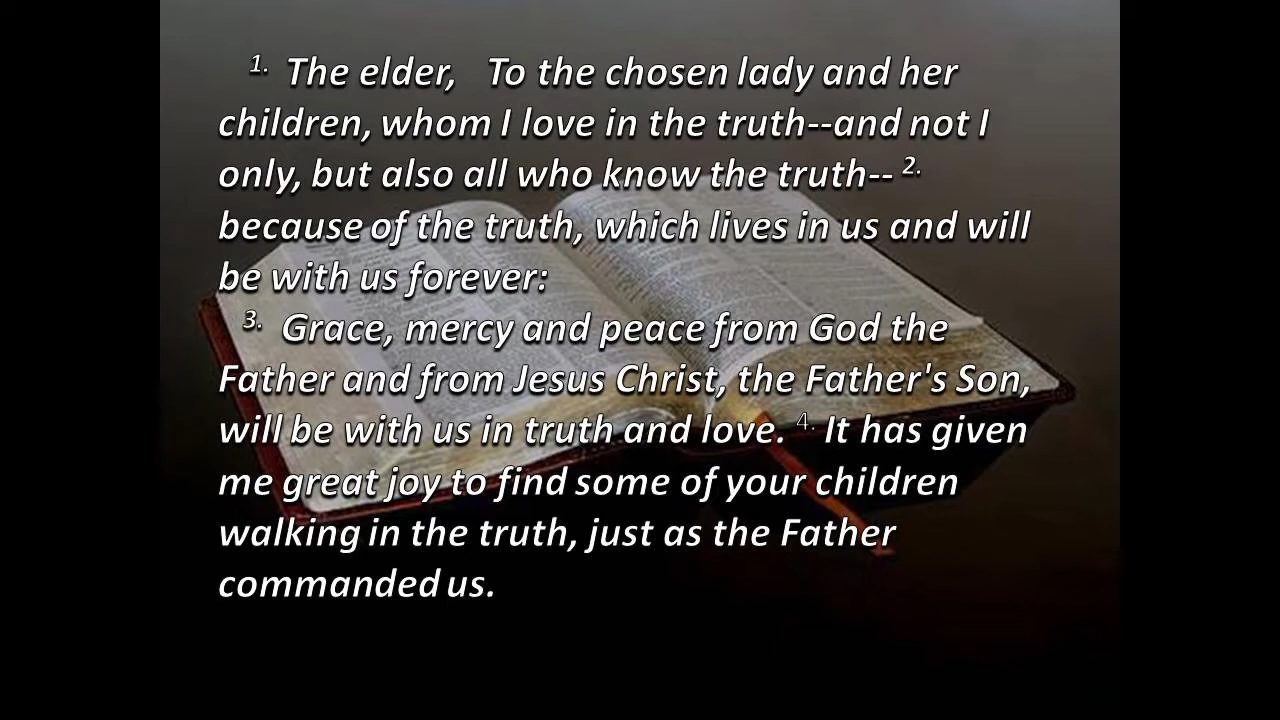 1. The elder, To the chosen lady and her
children, whom I love in the truth--and not I
only, but also all who know the truth-- 2.
because of the truth, which lives in us and will
be with us forever:
3. Grace, mercy and peace from God the
Father and from Jesus Christ, the Father's Son,
will be with us in truth and love. 4. It has given
me great joy to find some of your children
walking in the truth, just as the Father
commanded us.